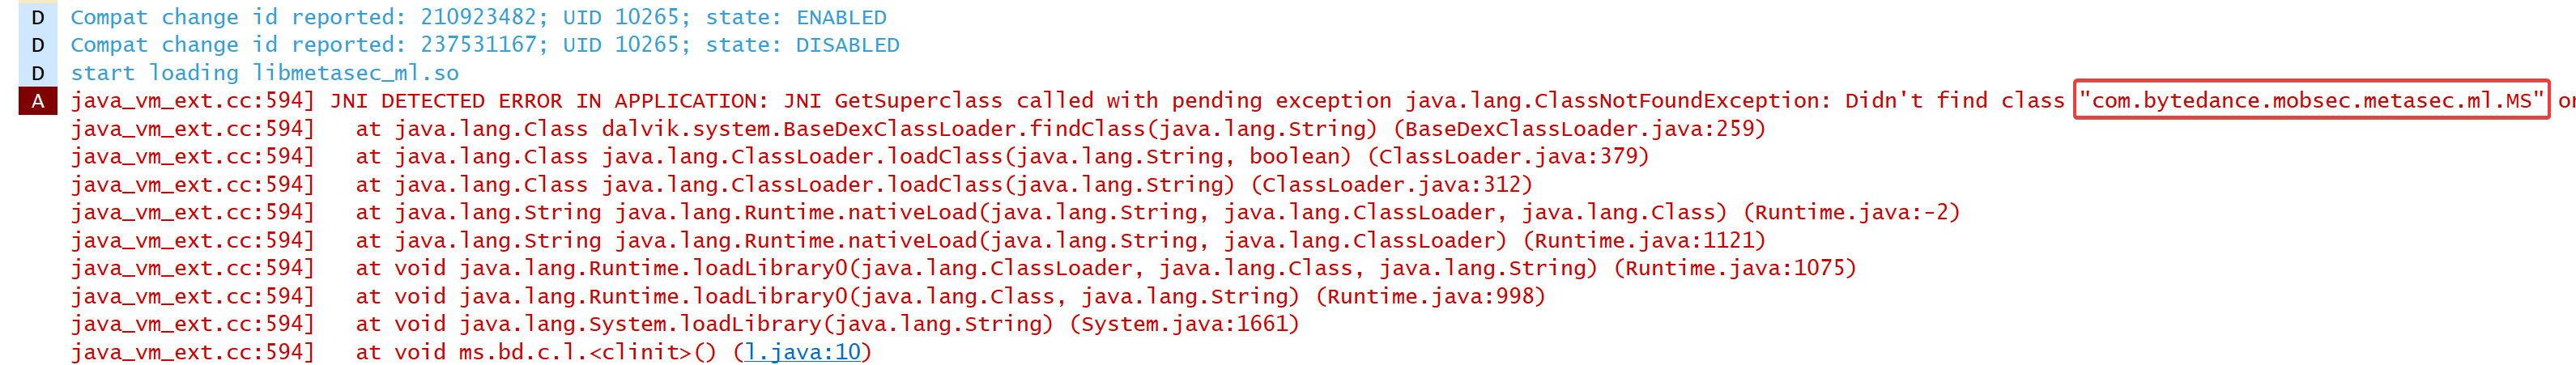 D Compat change id reported: 210923482; UID 10265; state: ENABLED
D Compat change id reported: 237531167; UID 10265; state: DISABLED
D start loading libmetasec_ml.so
A java_vm_ext.cc:594] JNI DETECTED ERROR IN APPLICATION: JNI GetSuperclass called with pending exception java.lang.ClassNotFoundException: Didn't find class "com.bytedance.mobsec.metasec.ml.MS" on
java_vm_ext.cc:594]   at java.lang.Class dalvik.system.BaseDexClassLoader.findClass(java.lang.String) (BaseDexClassLoader.java:259)
java_vm_ext.cc:594]   at java.lang.Class java.lang.ClassLoader.loadClass(java.lang.String, boolean) (ClassLoader.java:379)
java_vm_ext.cc:594]   at java.lang.Class java.lang.ClassLoader.loadClass(java.lang.String) (ClassLoader.java:312)
java_vm_ext.cc:594]   at java.lang.String java.lang.Runtime.nativeLoad(java.lang.String, java.lang.ClassLoader, java.lang.Class) (Runtime.java:-2)
java_vm_ext.cc:594]   at java.lang.String java.lang.Runtime.nativeLoad(java.lang.String, java.lang.ClassLoader) (Runtime.java:1121)
java_vm_ext.cc:594]   at void java.lang.Runtime.loadLibrary0(java.lang.ClassLoader, java.lang.Class, java.lang.String) (Runtime.java:1075)
java_vm_ext.cc:594]   at void java.lang.Runtime.loadLibrary0(java.lang.Class, java.lang.String) (Runtime.java:998)
java_vm_ext.cc:594]   at void java.lang.System.loadLibrary(java.lang.String) (System.java:1661)
java_vm_ext.cc:594]   at void ms.bd.c.l.<clinit>() (l.java:10)